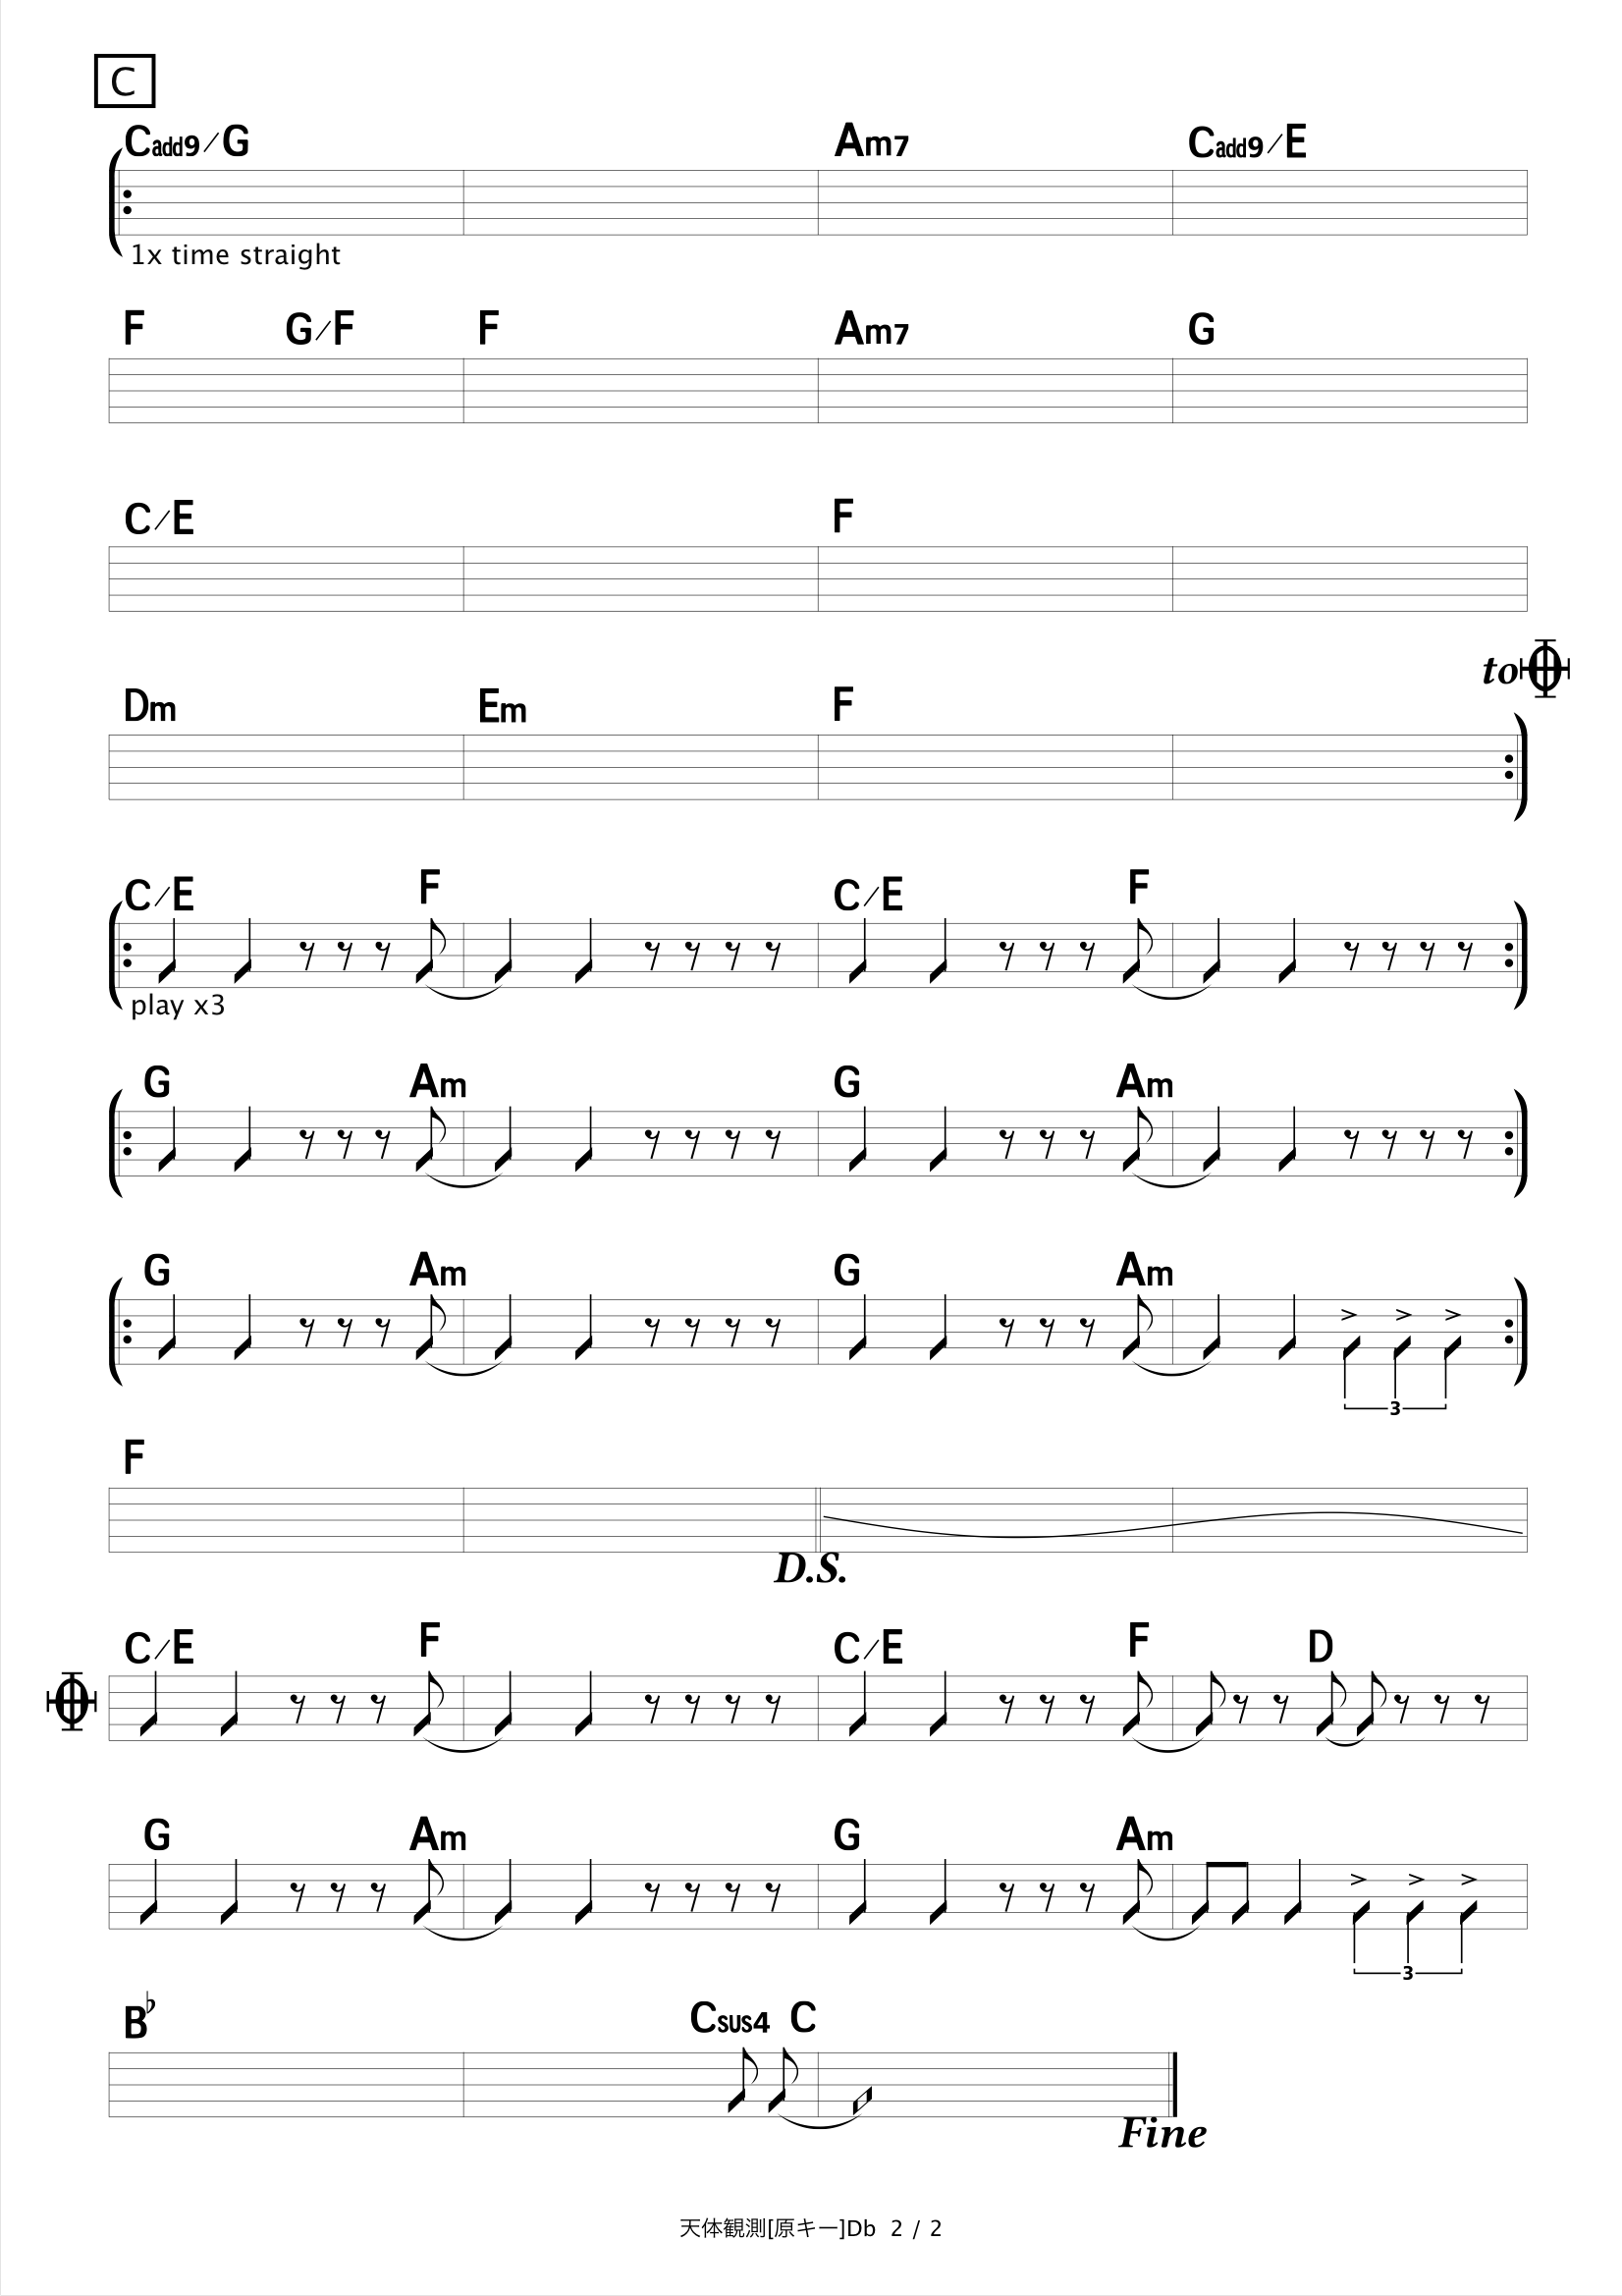 C
Cadd9/G Am7 Cadd9/E
1x time straight
F G/F F Am7 G
C/E F
to
Dm Em F
C/E F C/E F
play x3
G Am G Am
G Am G Am
3
F
D.S.
C/E F C/E F D
G Am G Am
3
B♭ Csus4 C
Fine
天体観測[原キー]Db 2 / 2